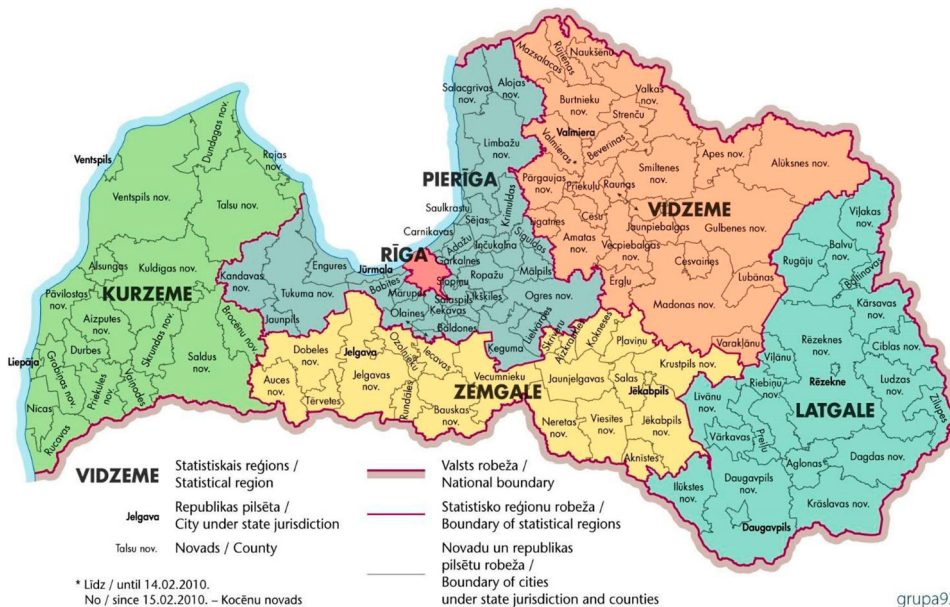 Mazsalacas
Rūjienas
Naukšēnu
Salacgrīvas
nov.
Alojas
nov.
Burtnieku
nov.
Valkas
nov.
Strenču
Valmiera
Valmieras*
Beverīnas
Limbažu
nov.
Smiltenes
nov.
Apes nov.
Alūksnes nov.
Pārgaujas
nov.
Priekuļu
Raunas
PIERĪGA
Krimuldas
Līgatnes
Cēsu
VIDZEME
Jaunpiebalgas
Gulbenes nov.
Amatas
nov.
Vecpiebalgas
nov.
Cesvaines
Lubānas
Ērgļu
Madonas nov.
Varakļānu
Saulkrastu
Sējas
Carnikavas
Ādažu
Inčukalna
Siguldas
RĪGA
Garkalnes
Ropažu
Mālpils
Jūrmala
Babītes
Stopiņu
Mārupes
Salaspils
Ikšķiles
Ogres nov.
Olaines
Ķekavas
Baldones
Lielvārdes
Ķeguma
Dundagas nov.
Rojas
nov.
Ventspils
Ventspils nov.
Talsu nov.
Alsungas
Kuldīgas nov.
Kandavas
nov.
Engures
Tukuma nov.
Jaunpils
Pāvilostas
nov.
KURZEME
Aizputes
nov.
Skrundas nov.
Brocēnu nov.
Durbes
Saldus
nov.
Liepāja
Grobiņas
nov.
Priekules
nov.
Vaiņodes
Nīcas
Rucavas
Dobeles
nov.
Jelgava
Ozolnieku
Iecavas
Auces
nov.
Jelgavas
nov.
Tērvetes
Rundāles
Vecumnieku
ZEMGALE
Bauskas
nov.
Skrīveru
Aizkraukles
Kokneses
Pļaviņu
Krustpils nov.
Jaunjelgavas
Salas
Jēkabpils
Neretas
nov.
Viesītes
nov.
Jēkabpils
nov.
Aknīstes
Viļakas
nov.
Balvu
nov.
Rugāju
Baltinavas
Kārsavas
nov.
Rēzeknes
nov.
Ciblas nov.
Viļānu
Rēzekne
Līvānu
nov.
Riebiņu
Ludzas
nov.
Zilupes
LATGALE
Vārkavas
Preiļu
Aglonas
Dagdas nov.
Ilūkstes
nov.
Daugavpils
nov.
Krāslavas nov.
Daugavpils
VIDZEME
Statistiskais reģions /
Statistical region
Jelgava
Republikas pilsēta /
City under state jurisdiction
Talsu nov.
Novads / County
* Līdz / until 14.02.2010.
No / since 15.02.2010. – Kocēnu novads
Valsts robeža /
National boundary
Statistisko reģionu robeža /
Boundary of statistical regions
Novadu un republikas
pilsētu robeža /
Boundary of cities
under state jurisdiction and counties
grupa9